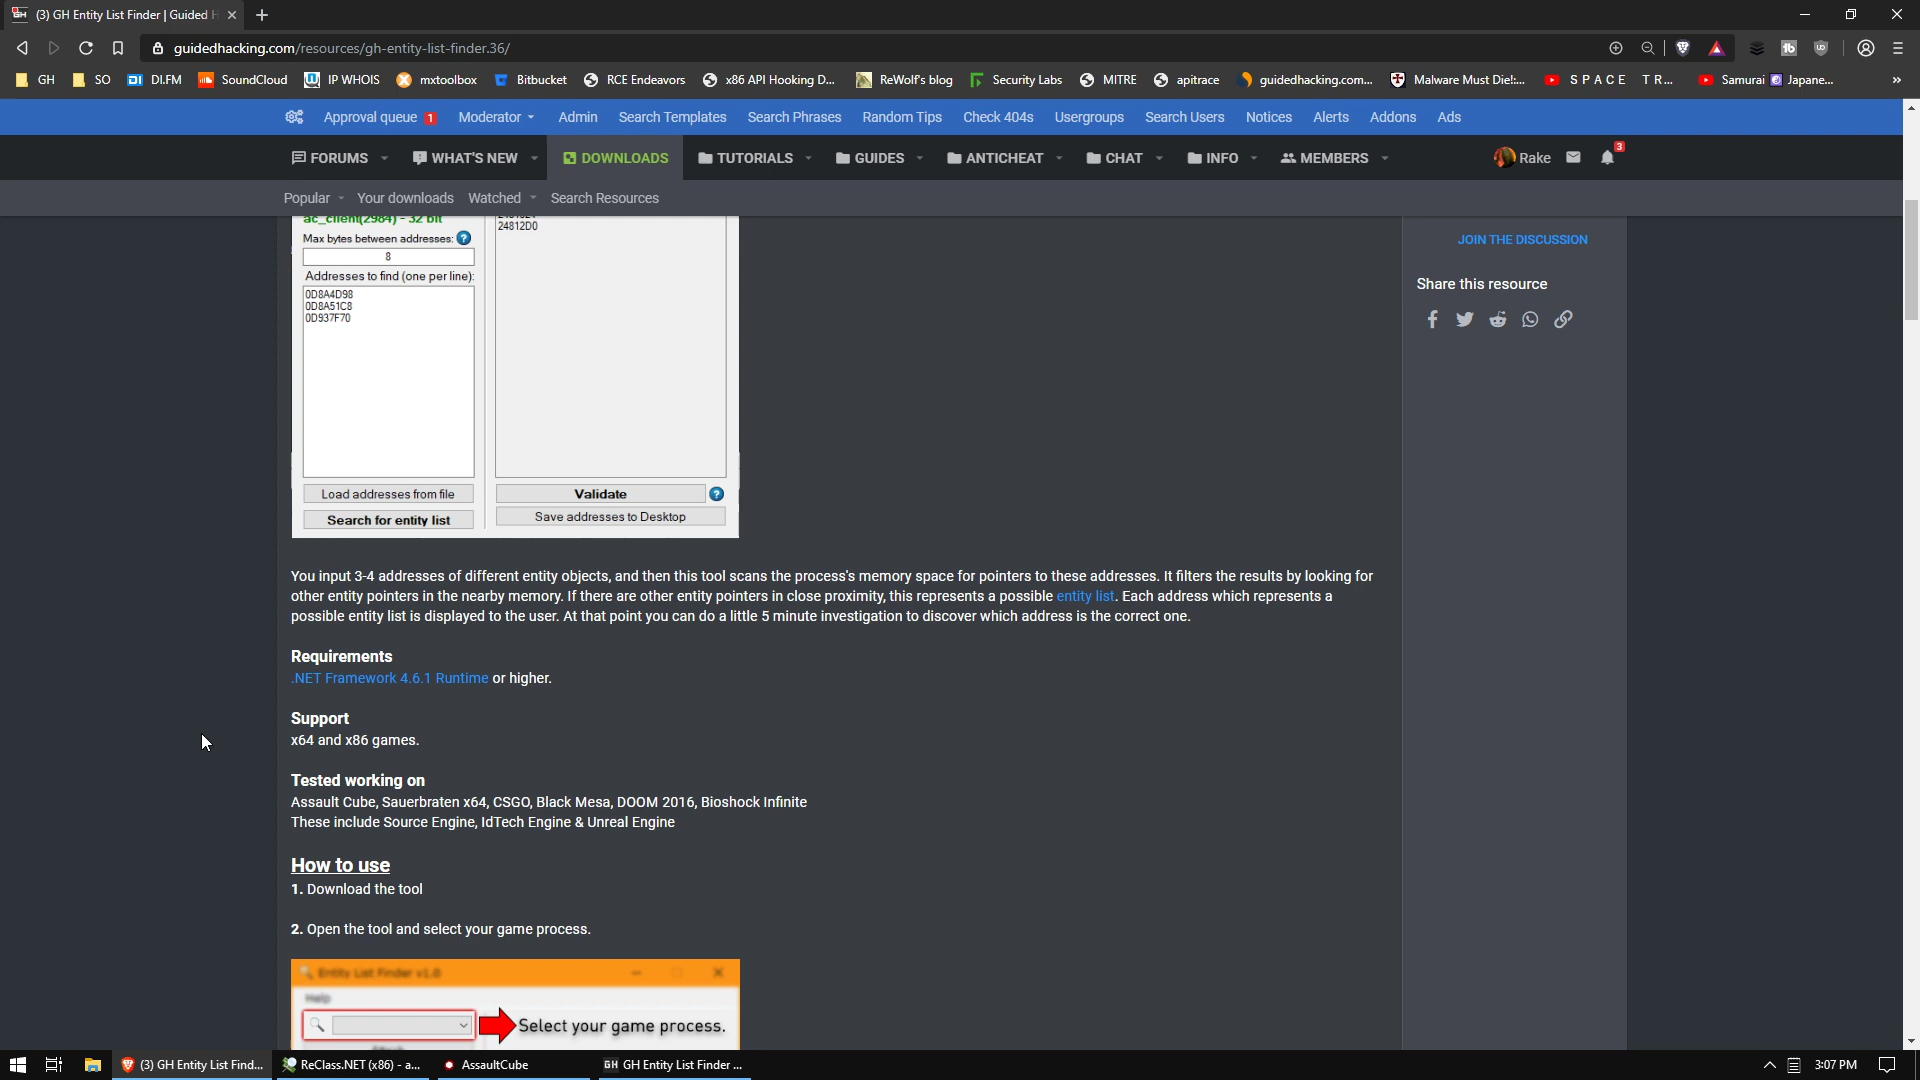 (3) GH Entity List Finder | Guided H
guidedhacking.com/resources/gh-entity-list-finder.36/
GH SO DI.FM SoundCloud IP WHOIS mxtoolbox Bitbucket RCE Endeavors x86 API Hooking D... ReWolf's blog Security Labs MITRE apitrace guidedhacking.com... Malware Must Die!:... S P A C E T R... Samurai Japane... »
Approval queue 1 Moderator Admin Search Templates Search Phrases Random Tips Check 404s Usergroups Search Users Notices Alerts Addons Ads
FORUMS WHAT'S NEW DOWNLOADS TUTORIALS GUIDES ANTICHEAT CHAT INFO MEMBERS Rake 3
Popular Your downloads Watched Search Resources
ac_client(2984) - 32 bit
24812D0
Max bytes between addresses: ?
8
Addresses to find (one per line):
0D8A4D98
0D8A51C8
0D937F70
Load addresses from file
Validate ?
Search for entity list
Save addresses to Desktop
JOIN THE DISCUSSION
Share this resource
You input 3-4 addresses of different entity objects, and then this tool scans the process's memory space for pointers to these addresses. It filters the results by looking for
other entity pointers in the nearby memory. If there are other entity pointers in close proximity, this represents a possible entity list. Each address which represents a
possible entity list is displayed to the user. At that point you can do a little 5 minute investigation to discover which address is the correct one.
Requirements
.NET Framework 4.6.1 Runtime or higher.
Support
x64 and x86 games.
Tested working on
Assault Cube, Sauerbraten x64, CSGO, Black Mesa, DOOM 2016, Bioshock Infinite
These include Source Engine, IdTech Engine & Unreal Engine
How to use
1. Download the tool
2. Open the tool and select your game process.
Entity List Finder v1.0
Help
Select your game process.
(3) GH Entity List Find... ReClass.NET (x86) - a... AssaultCube GH GH Entity List Finder ... 3:07 PM